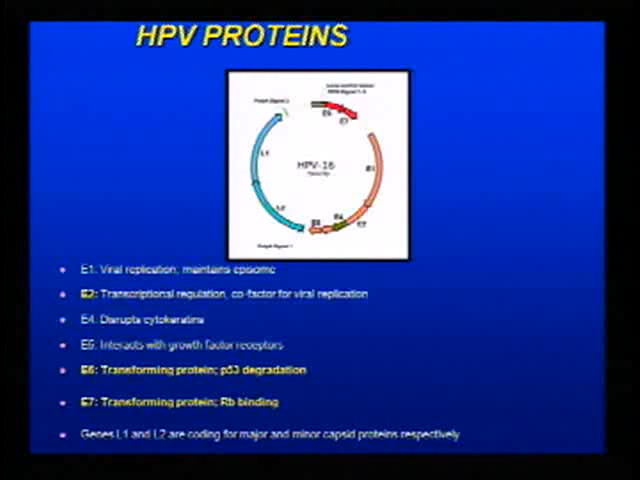 HPV PROTEINS
E6
E7
L1
HPV-16
E1
L2
E5
E4
E2
E1: Viral replication; maintains episome
E2: Transcriptional regulation, co-factor for viral replication
E4: Disrupts cytokeratins
E5: Interacts with growth factor receptors
E6: Transforming protein; p53 degradation
E7: Transforming protein; Rb binding
Genes L1 and L2 are coding for major and minor capsid proteins respectively